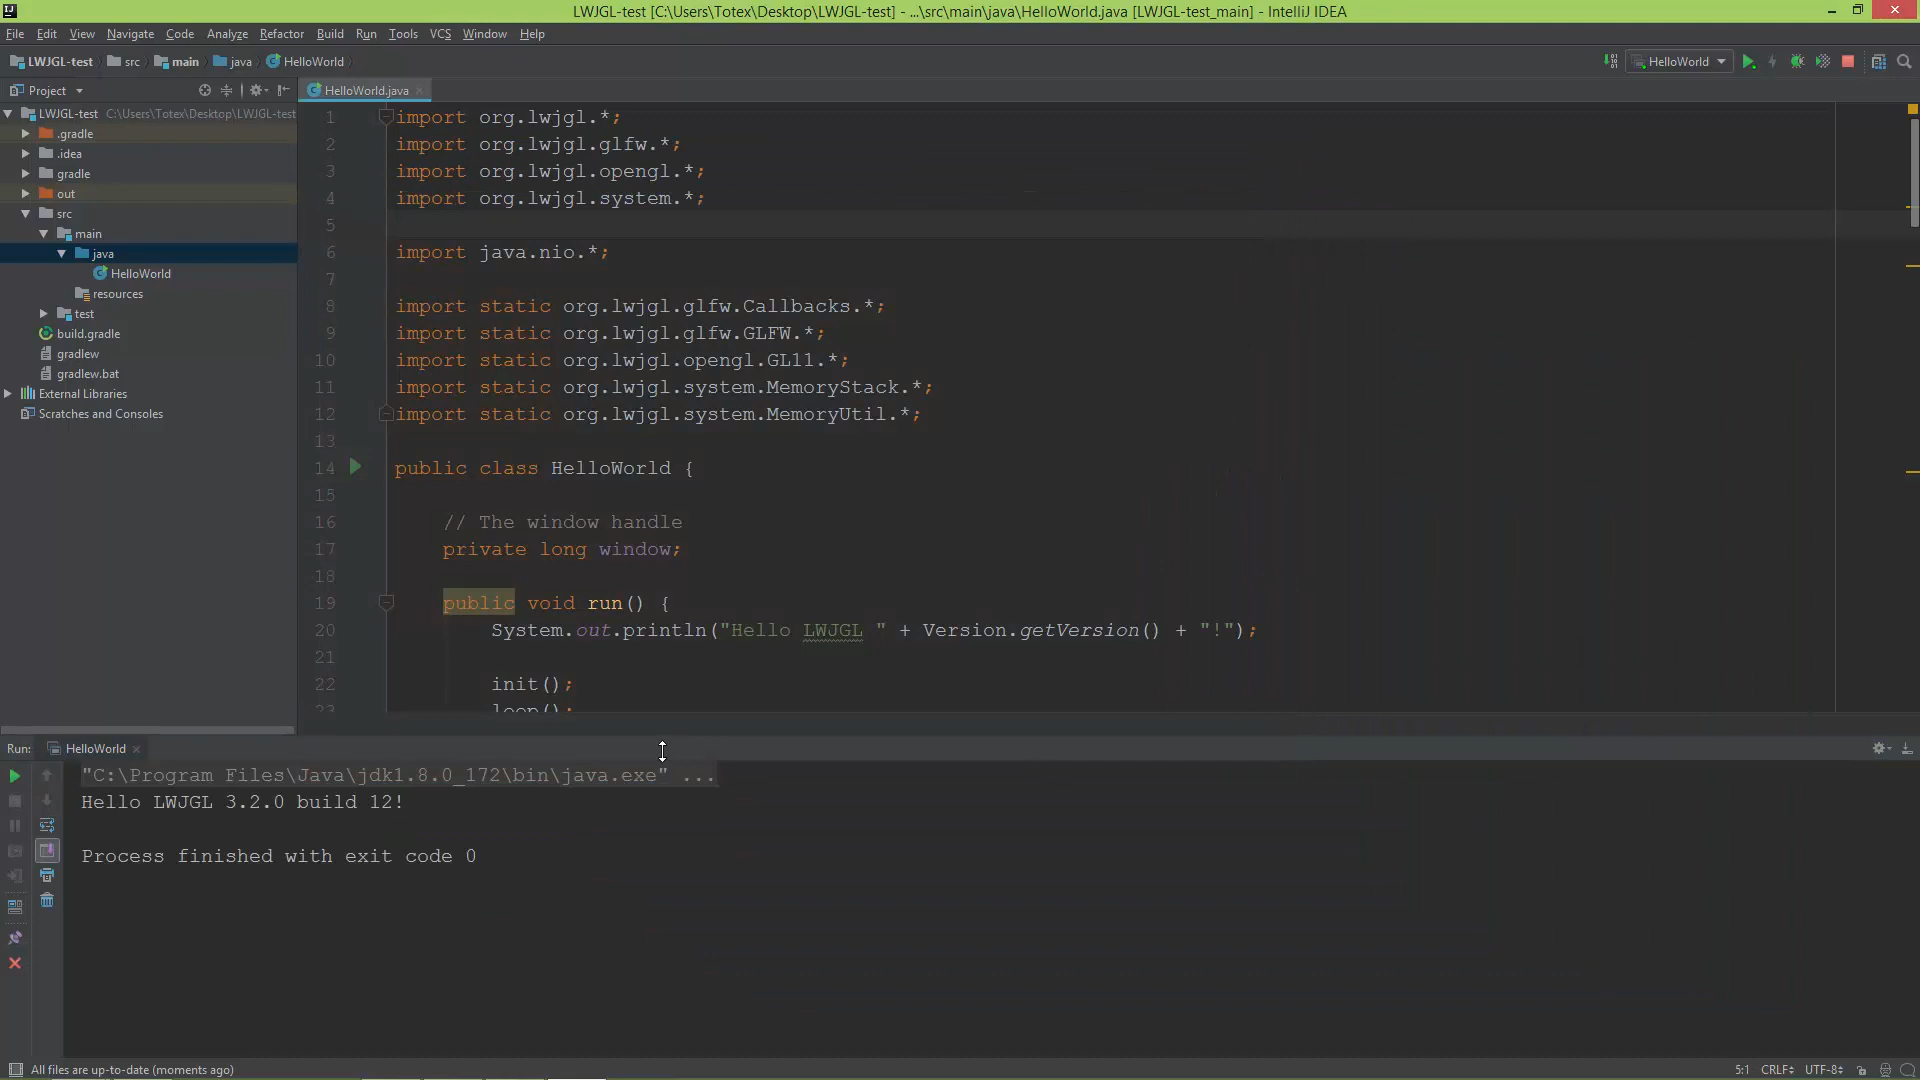 LWJGL-test [C:\Users\Totex\Desktop\LWJGL-test] - ...\src\main\java\HelloWorld.java [LWJGL-test_main] - IntelliJ IDEA
File Edit View Navigate Code Analyze Refactor Build Run Tools VCS Window Help
LWJGL-test src main java HelloWorld HelloWorld
Project HelloWorld.java
LWJGL-test C:\Users\Totex\Desktop\LWJGL-test
.gradle
.idea
gradle
out
src
main
java
HelloWorld
resources
test
build.gradle
gradlew
gradlew.bat
External Libraries
Scratches and Consoles
1 import org.lwjgl.*;
2 import org.lwjgl.glfw.*;
3 import org.lwjgl.opengl.*;
4 import org.lwjgl.system.*;
5
6 import java.nio.*;
7
8 import static org.lwjgl.glfw.Callbacks.*;
9 import static org.lwjgl.glfw.GLFW.*;
10 import static org.lwjgl.opengl.GL11.*;
11 import static org.lwjgl.system.MemoryStack.*;
12 import static org.lwjgl.system.MemoryUtil.*;
13
14 public class HelloWorld {
15
16 // The window handle
17 private long window;
18
19 public void run() {
20 System.out.println("Hello LWJGL " + Version.getVersion() + "!");
21
22 init();
23 loop();
Run: HelloWorld
"C:\Program Files\Java\jdk1.8.0_172\bin\java.exe" ...
Hello LWJGL 3.2.0 build 12!
Process finished with exit code 0
All files are up-to-date (moments ago) 5:1 CRLF UTF-8